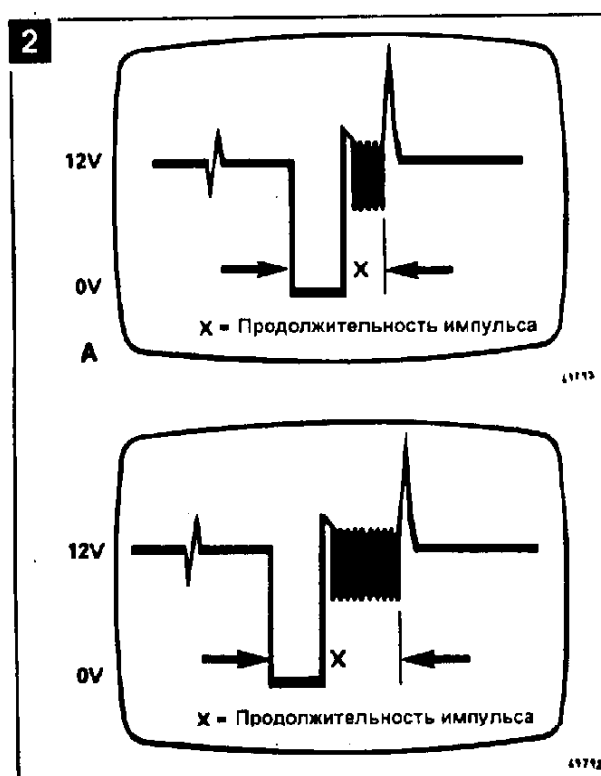 2
12V
X
0V
X = Продолжительность импульса
A
12V
X
0V
X = Продолжительность импульса